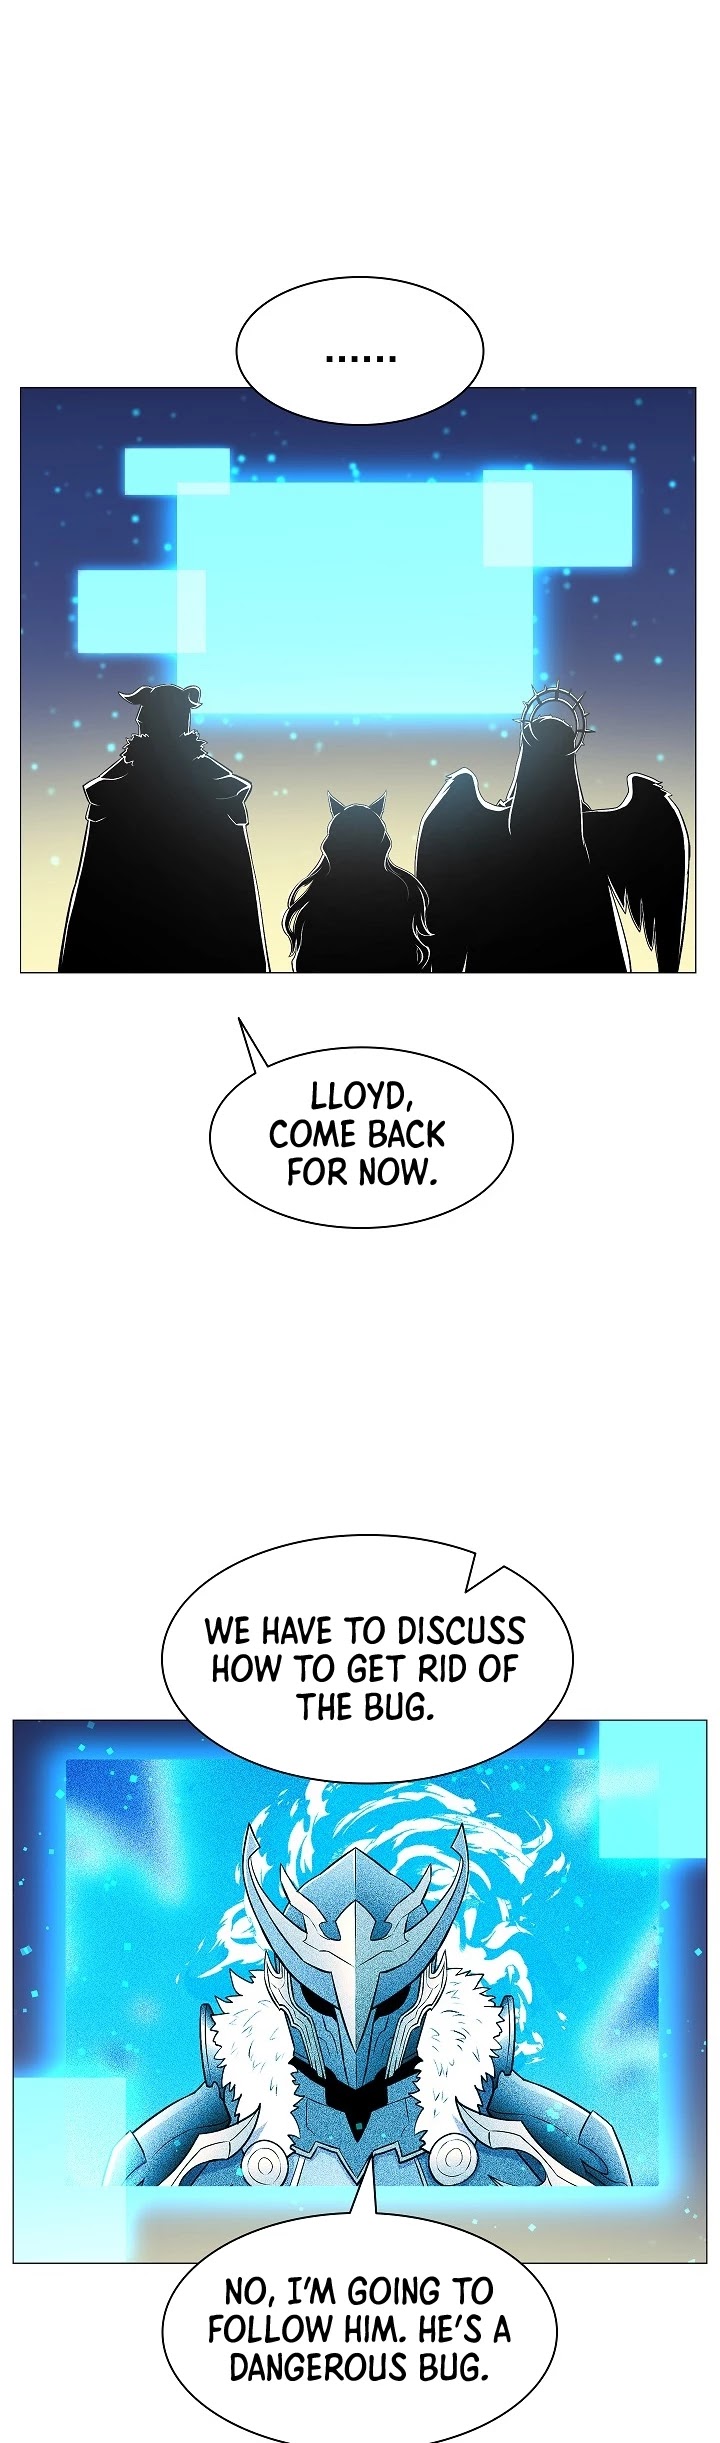 ......
LLOYD,
COME BACK
FOR NOW.
WE HAVE TO DISCUSS
HOW TO GET RID OF
THE BUG.
NO, I'M GOING TO
FOLLOW HIM. HE'S A
DANGEROUS BUG.